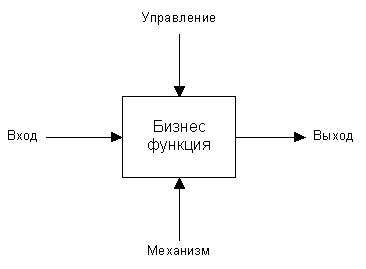 Управление
Вход
Бизнес
функция
Выход
Механизм